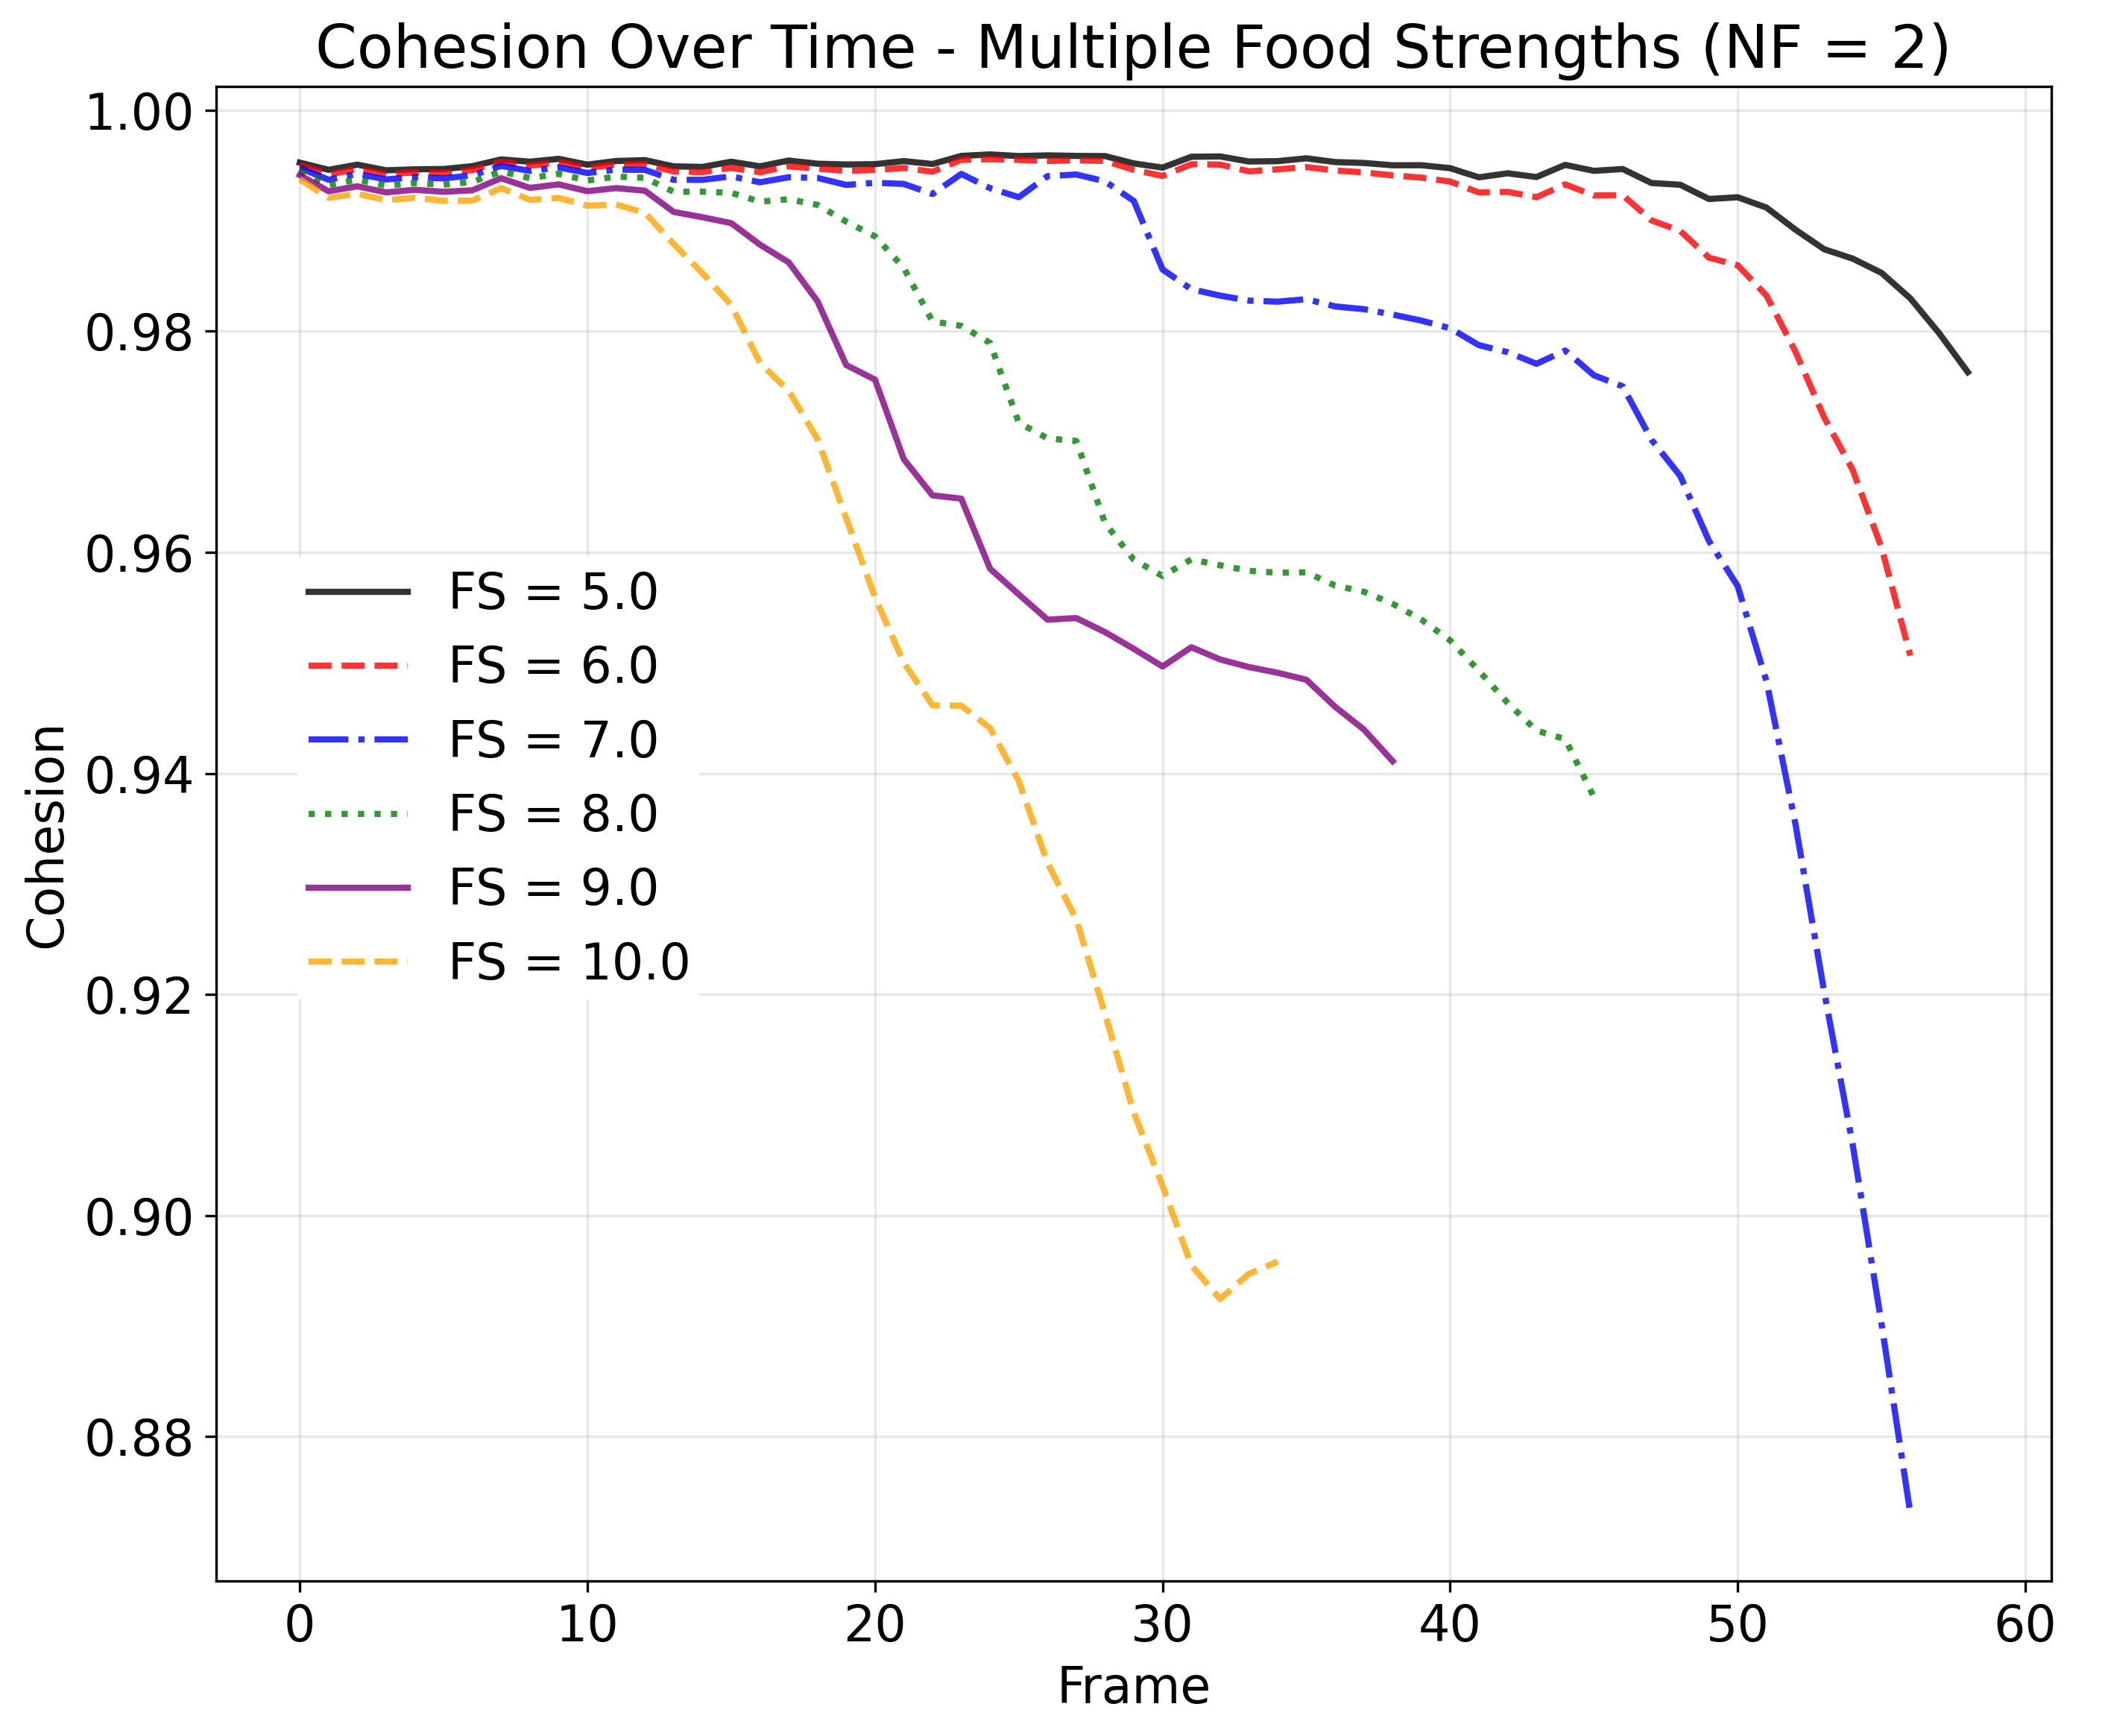 Cohesion Over Time - Multiple Food Strengths (NF = 2)
1.00
0.98
0.96
0.94
0.92
0.90
0.88
Cohesion
FS = 5.0
FS = 6.0
FS = 7.0
FS = 8.0
FS = 9.0
FS = 10.0
0 10 20 30 40 50 60
Frame